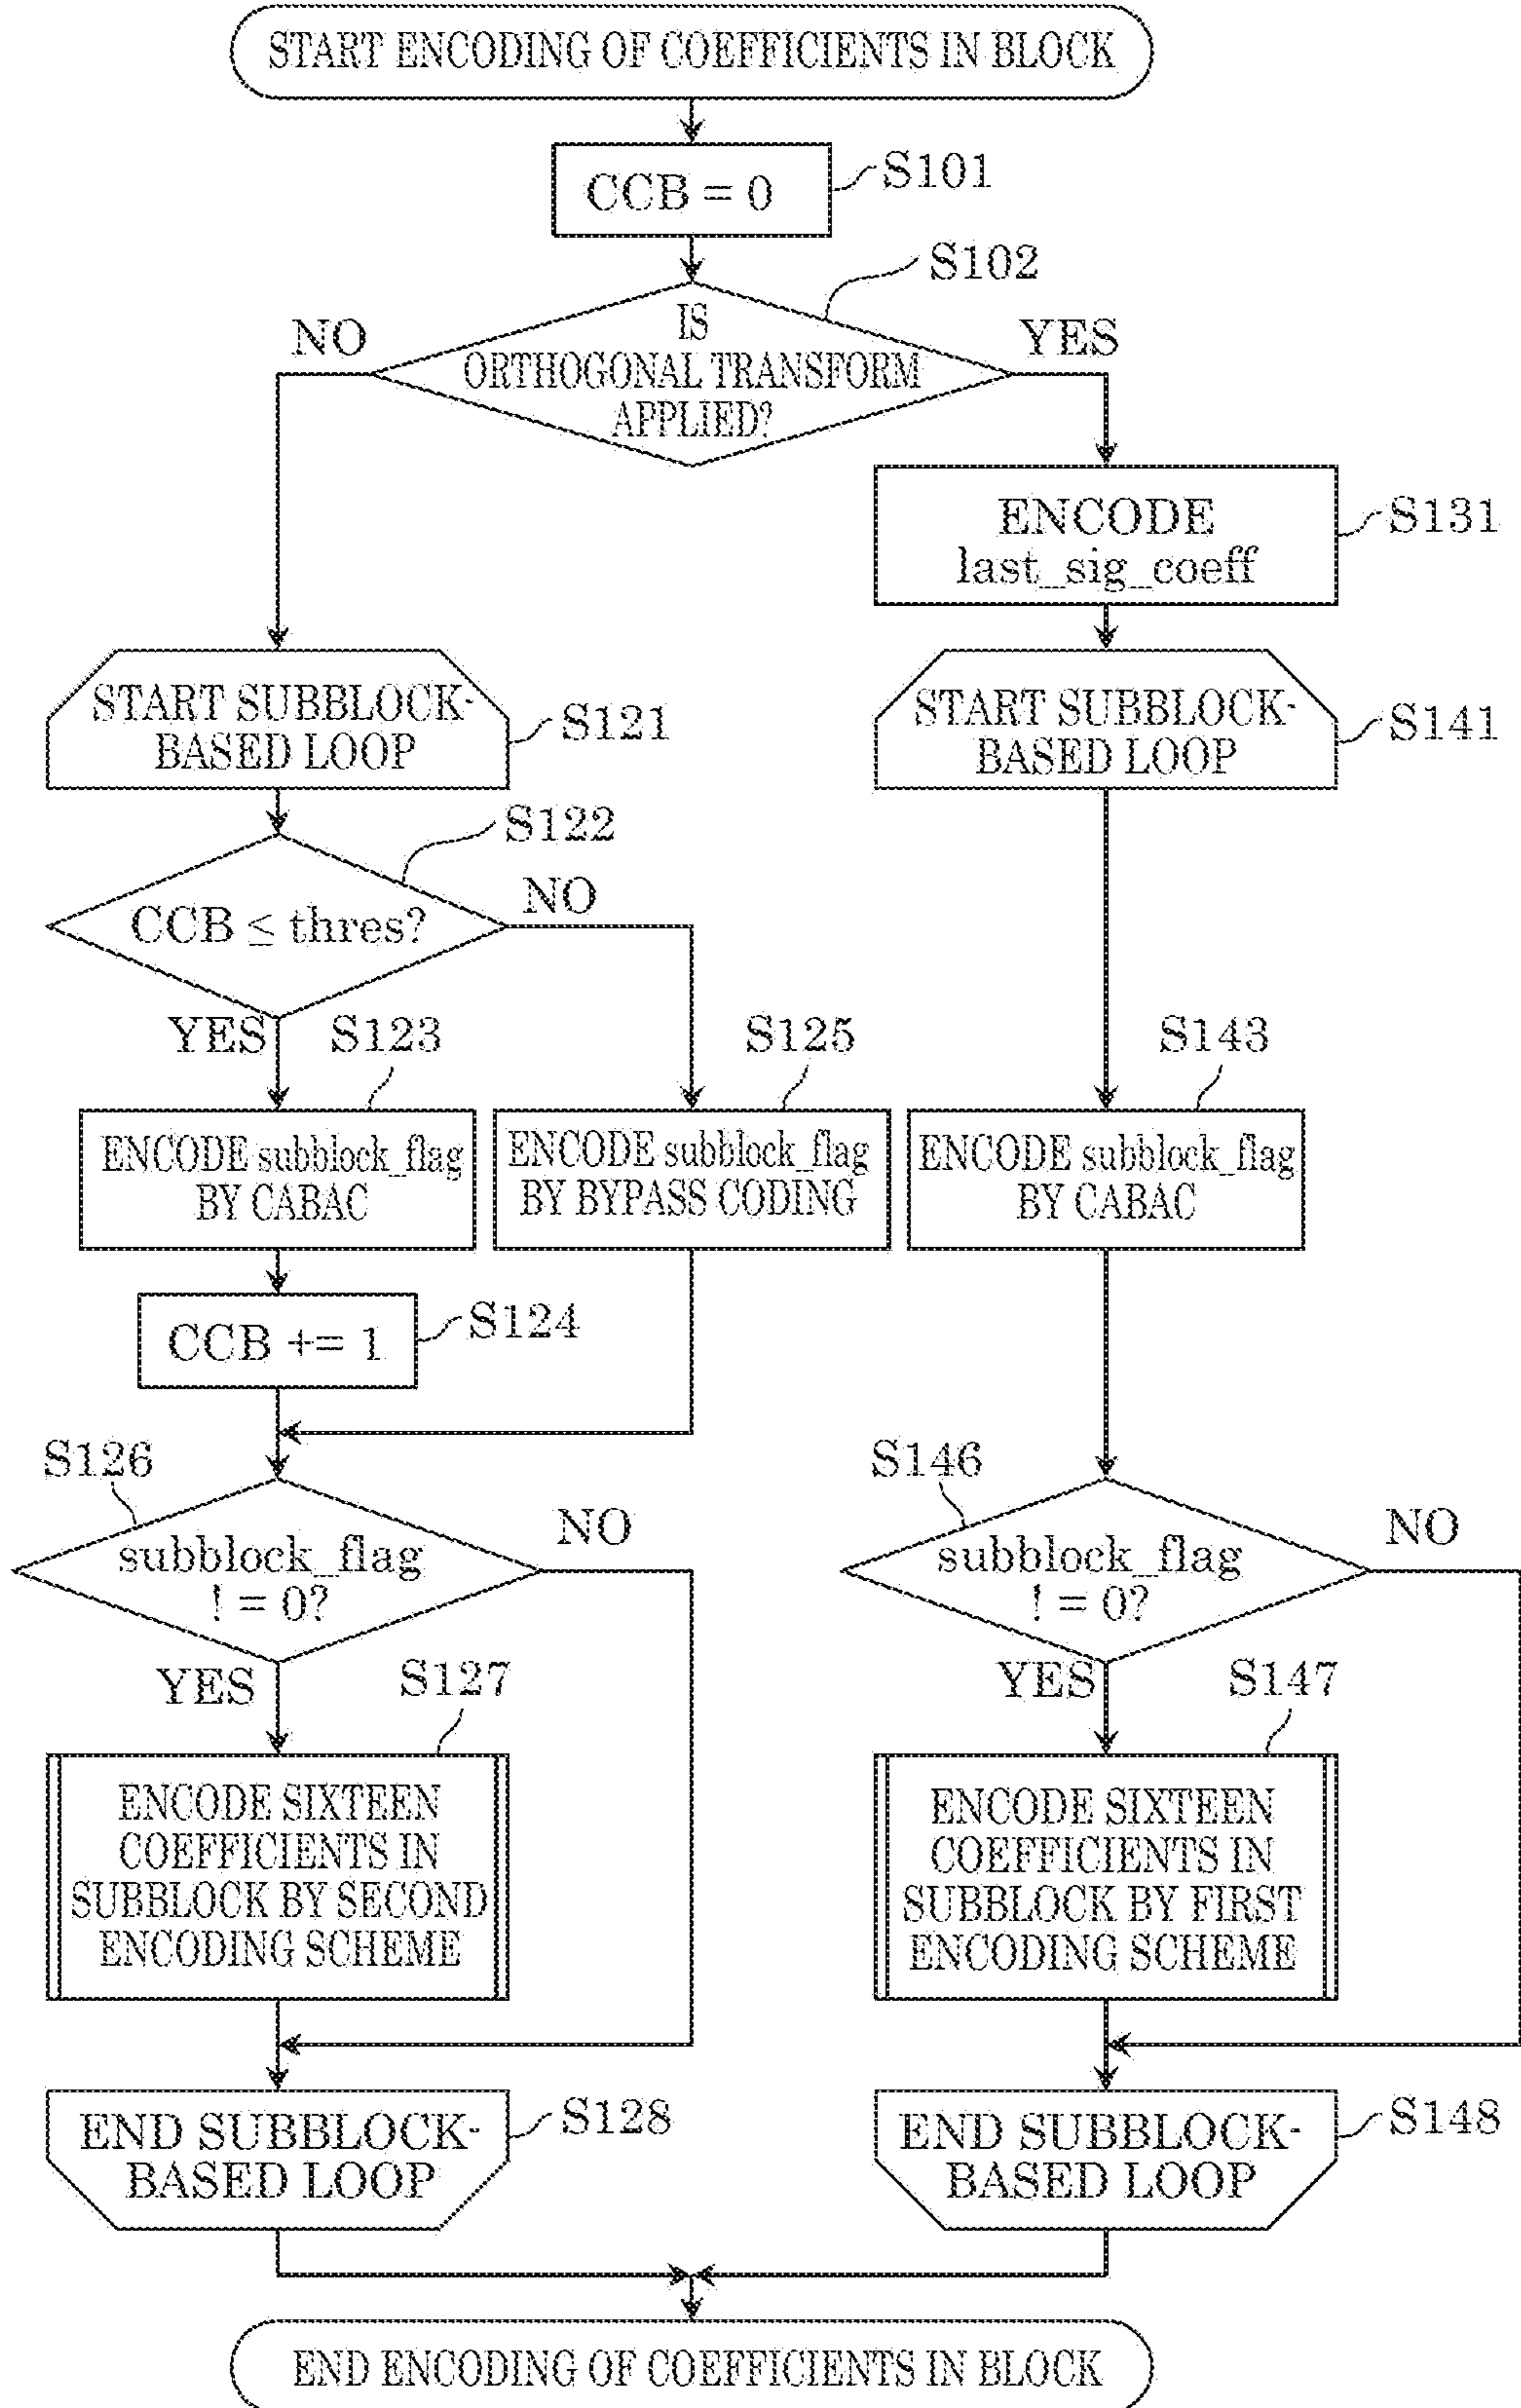 START ENCODING OF COEFFICIENTS IN BLOCK
CCB = 0
S101
S102
IS
ORTHOGONAL TRANSFORM
APPLIED?
NO
YES
ENCODE
last_sig_coeff
S131
START SUBBLOCK-
BASED LOOP
S121
START SUBBLOCK-
BASED LOOP
S141
S122
CCB ≤ thres?
NO
YES
S123
S125
S143
ENCODE subblock_flag
BY CABAC
ENCODE subblock_flag
BY BYPASS CODING
ENCODE subblock_flag
BY CABAC
CCB += 1
S124
S126
subblock_flag
! = 0?
NO
YES
S146
subblock_flag
! = 0?
NO
YES
S127
ENCODE SIXTEEN
COEFFICIENTS IN
SUBBLOCK BY SECOND
ENCODING SCHEME
S147
ENCODE SIXTEEN
COEFFICIENTS IN
SUBBLOCK BY FIRST
ENCODING SCHEME
END SUBBLOCK-
BASED LOOP
S128
END SUBBLOCK-
BASED LOOP
S148
END ENCODING OF COEFFICIENTS IN BLOCK